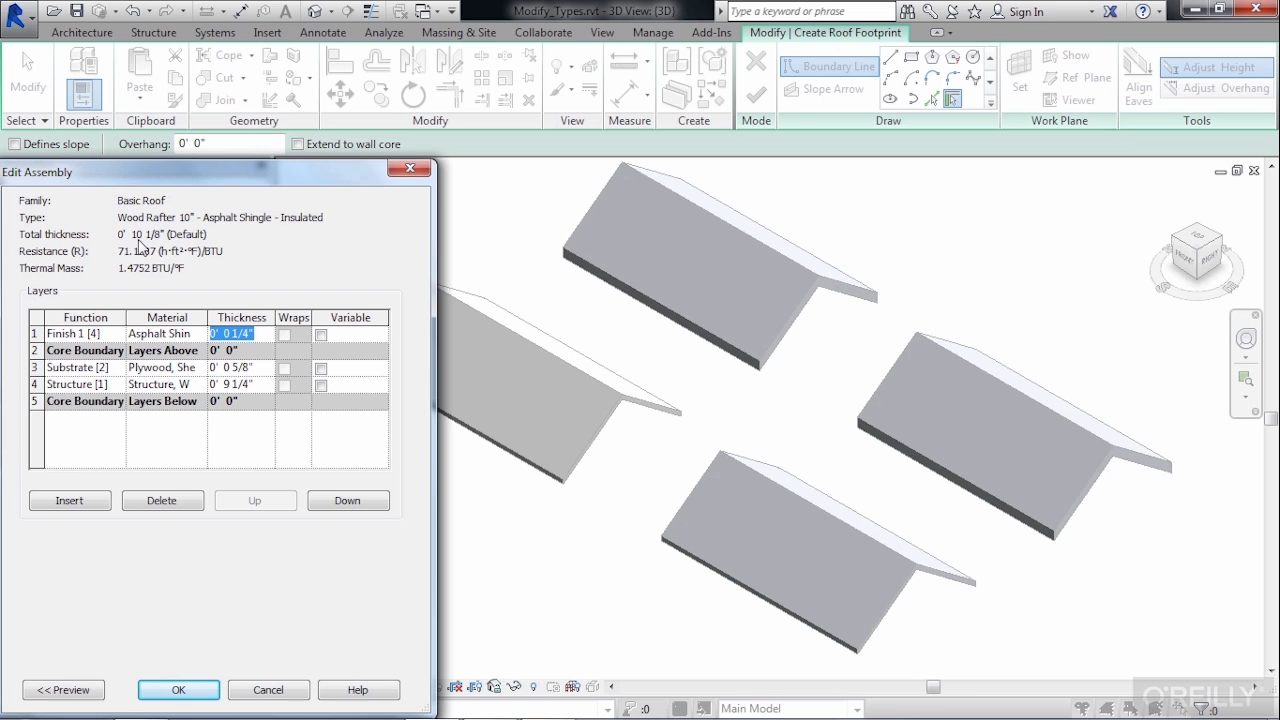 Modify_Types.rvt - 3D View: {3D}
Type a keyword or phrase
Sign In
Architecture Structure Systems Insert Annotate Analyze Massing & Site Collaborate View Manage Add-Ins Modify | Create Roof Footprint
Modify
Paste
Cope
Cut
Join
Boundary Line
Slope Arrow
Set
Show
Ref Plane
Viewer
Align
Eaves
Adjust Height
Adjust Overhang
Select Properties Clipboard Geometry Modify View Measure Create Mode Draw Work Plane Tools
Defines slope Overhang: 0' 0" Extend to wall core
Edit Assembly
Family: Basic Roof
Type: Wood Rafter 10" - Asphalt Shingle - Insulated
Total thickness: 0' 10 1/8" (Default)
Resistance (R): (h·ft²·°F)/BTU
Thermal Mass: 1.4752 BTU/°F
Layers
Function Material Thickness Wraps Variable
1 Finish 1 [4] Asphalt Shin 0' 0 1/4"
2 Core Boundary Layers Above 0' 0"
3 Substrate [2] Plywood, She 0' 0 5/8"
4 Structure [1] Structure, W 0' 9 1/4"
5 Core Boundary Layers Below 0' 0"
Insert Delete Up Down
<< Preview OK Cancel Help
TOP
FRONT
RIGHT
:0 Main Model :0
O'REILLY